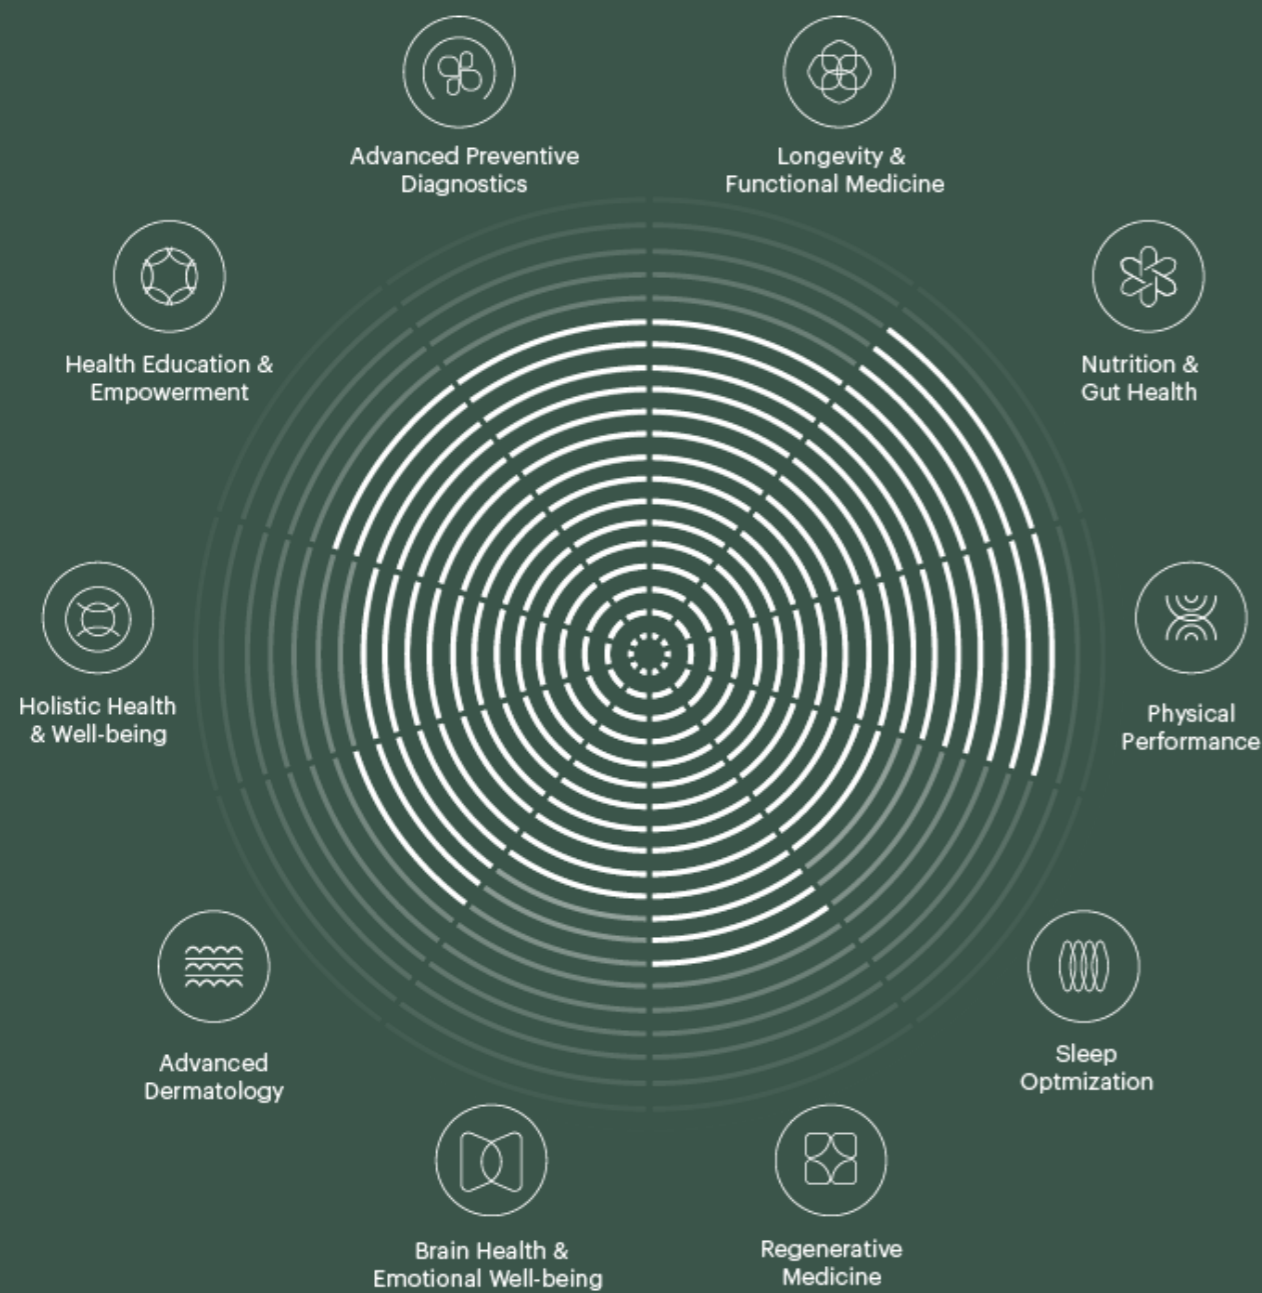 Advanced Preventive
Diagnostics
Longevity &
Functional Medicine
Health Education &
Empowerment
Nutrition &
Gut Health
Holistic Health
& Well-being
Physical
Performance
Advanced
Dermatology
Sleep
Optmization
Brain Health &
Emotional Well-being
Regenerative
Medicine